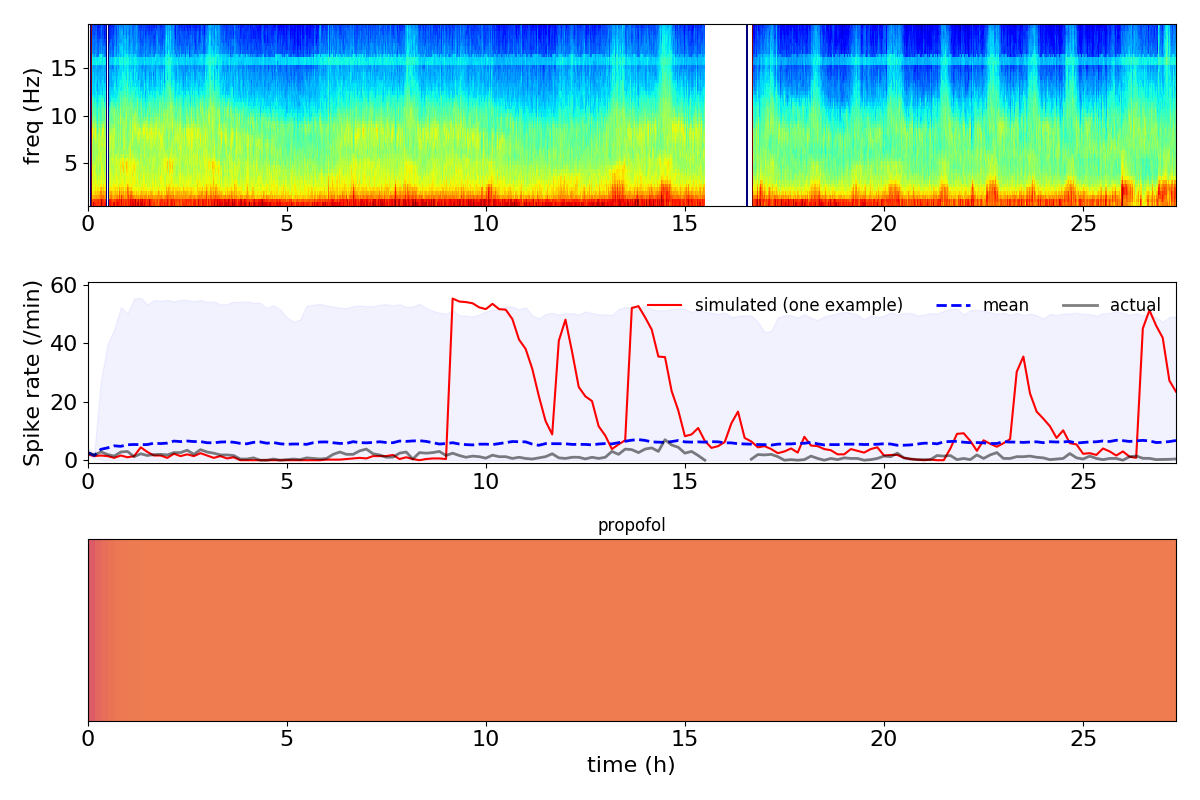 freq (Hz)
15
10
5
0 5 10 15 20 25
Spike rate (/min)
60
40
20
0
simulated (one example) mean actual
0 5 10 15 20 25
propofol
0 5 10 15 20 25
time (h)